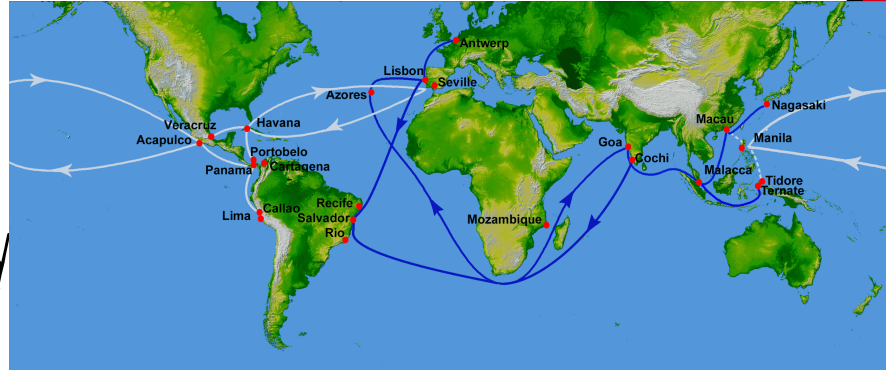 Antwerp
Lisbon
Seville
Azores
Nagasaki
Macau
Veracruz
Havana
Acapulco
Manila
Goa
Portobelo
Cochi
Panama
Cartagena
Malacca
Tidore
Ternate
Recife
Callao
Lima
Salvador
Mozambique
Rio